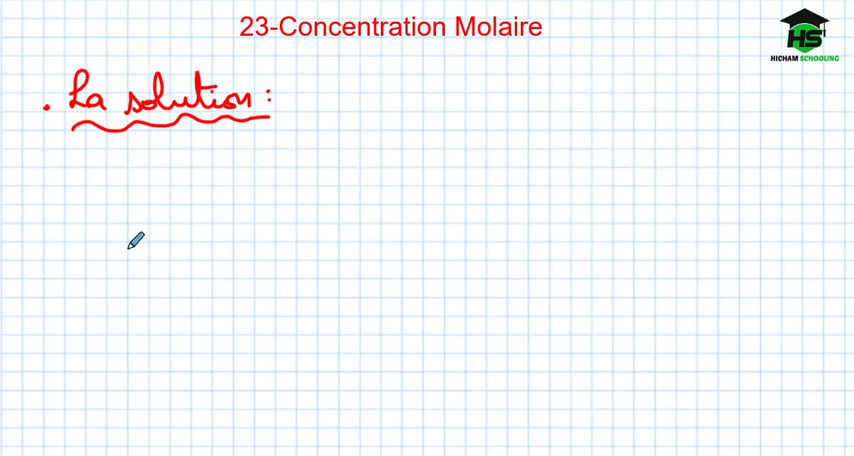 23-Concentration Molaire
HS
HICHAM SCHOOLING
. La solution :